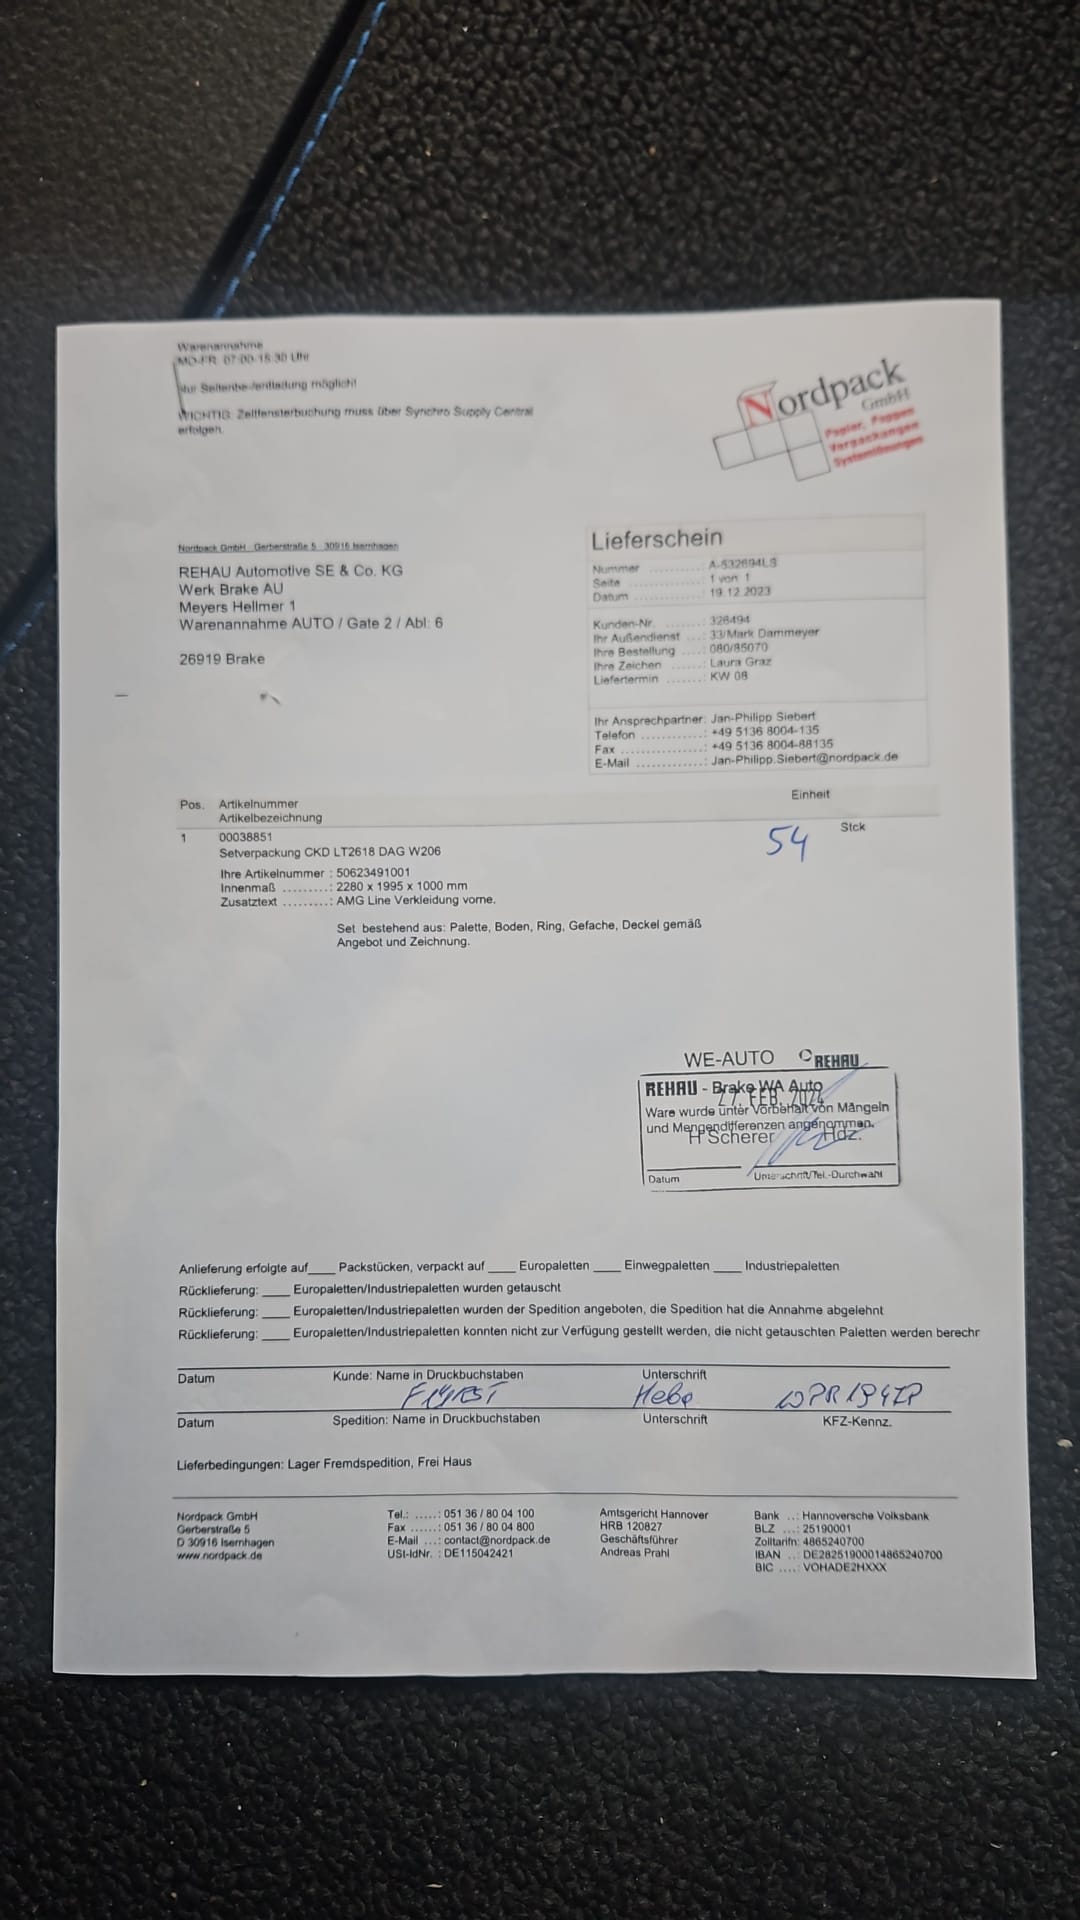 Warenannahme
MO-FR. 07:00-15:30 Uhr
Nur Seitenbe-/entladung möglich!
WICHTIG: Zeitfensterbuchung muss über Synchro Supply Central
erfolgen.
Nordpack
GmbH
Papier, Pappen
Verpackungen
Systemlösungen
Nordpack GmbH Gerberstraße 5 30916 Isernhagen
REHAU Automotive SE & Co. KG
Werk Brake AU
Meyers Hellmer 1
Warenannahme AUTO / Gate 2 / Abl: 6
26919 Brake
Lieferschein
Nummer ..........: A-532694LS
Seite ..............: 1 von 1
Datum ............: 19.12.2023
Kunden-Nr. .......: 326494
Ihr Außendienst ...: 33/Mark Dammeyer
Ihre Bestellung ....: 080/85070
Ihre Zeichen ......: Laura Graz
Liefertermin .......: KW 08
Ihr Ansprechpartner: Jan-Philipp Siebert
Telefon ............: +49 5136 8004-135
Fax .................: +49 5136 8004-88135
E-Mail .............: Jan-Philipp.Siebert@nordpack.de
Pos. Artikelnummer Einheit
Artikelbezeichnung
1 00038851 54 Stck
Setverpackung CKD LT2618 DAG W206
Ihre Artikelnummer : 50623491001
Innenmaß .........: 2280 x 1995 x 1000 mm
Zusatztext .........: AMG Line Verkleidung vorne.
Set bestehend aus: Palette, Boden, Ring, Gefache, Deckel gemäß
Angebot und Zeichnung.
WE-AUTO REHAU
REHAU - Brake WA Auto
27. FEB. 2024
Ware wurde unter Vorbehalt von Mängeln
und Mengendifferenzen angenommen.
H Scherer Hdz.
Datum Unterschrift/Tel.-Durchwahl
Anlieferung erfolgte auf____ Packstücken, verpackt auf ____ Europaletten ____ Einwegpaletten ____ Industriepaletten
Rücklieferung: ____ Europaletten/Industriepaletten wurden getauscht
Rücklieferung: ____ Europaletten/Industriepaletten wurden der Spedition angeboten, die Spedition hat die Annahme abgelehnt
Rücklieferung: ____ Europaletten/Industriepaletten konnten nicht zur Verfügung gestellt werden, die nicht getauschten Paletten werden berechr
Datum Kunde: Name in Druckbuchstaben Unterschrift
Datum Spedition: Name in Druckbuchstaben Unterschrift KFZ-Kennz.
Lieferbedingungen: Lager Fremdspedition, Frei Haus
Nordpack GmbH
Gerberstraße 5
D 30916 Isernhagen
www.nordpack.de
Tel.: .....: 051 36 / 80 04 100
Fax ......: 051 36 / 80 04 800
E-Mail ...: contact@nordpack.de
USt-IdNr. : DE115042421
Amtsgericht Hannover
HRB 120827
Geschäftsführer
Andreas Prahl
Bank ..: Hannoversche Volksbank
BLZ ...: 25190001
Zolltarifn: 4865240700
IBAN ..: DE28251900014865240700
BIC ....: VOHADE2HXXX